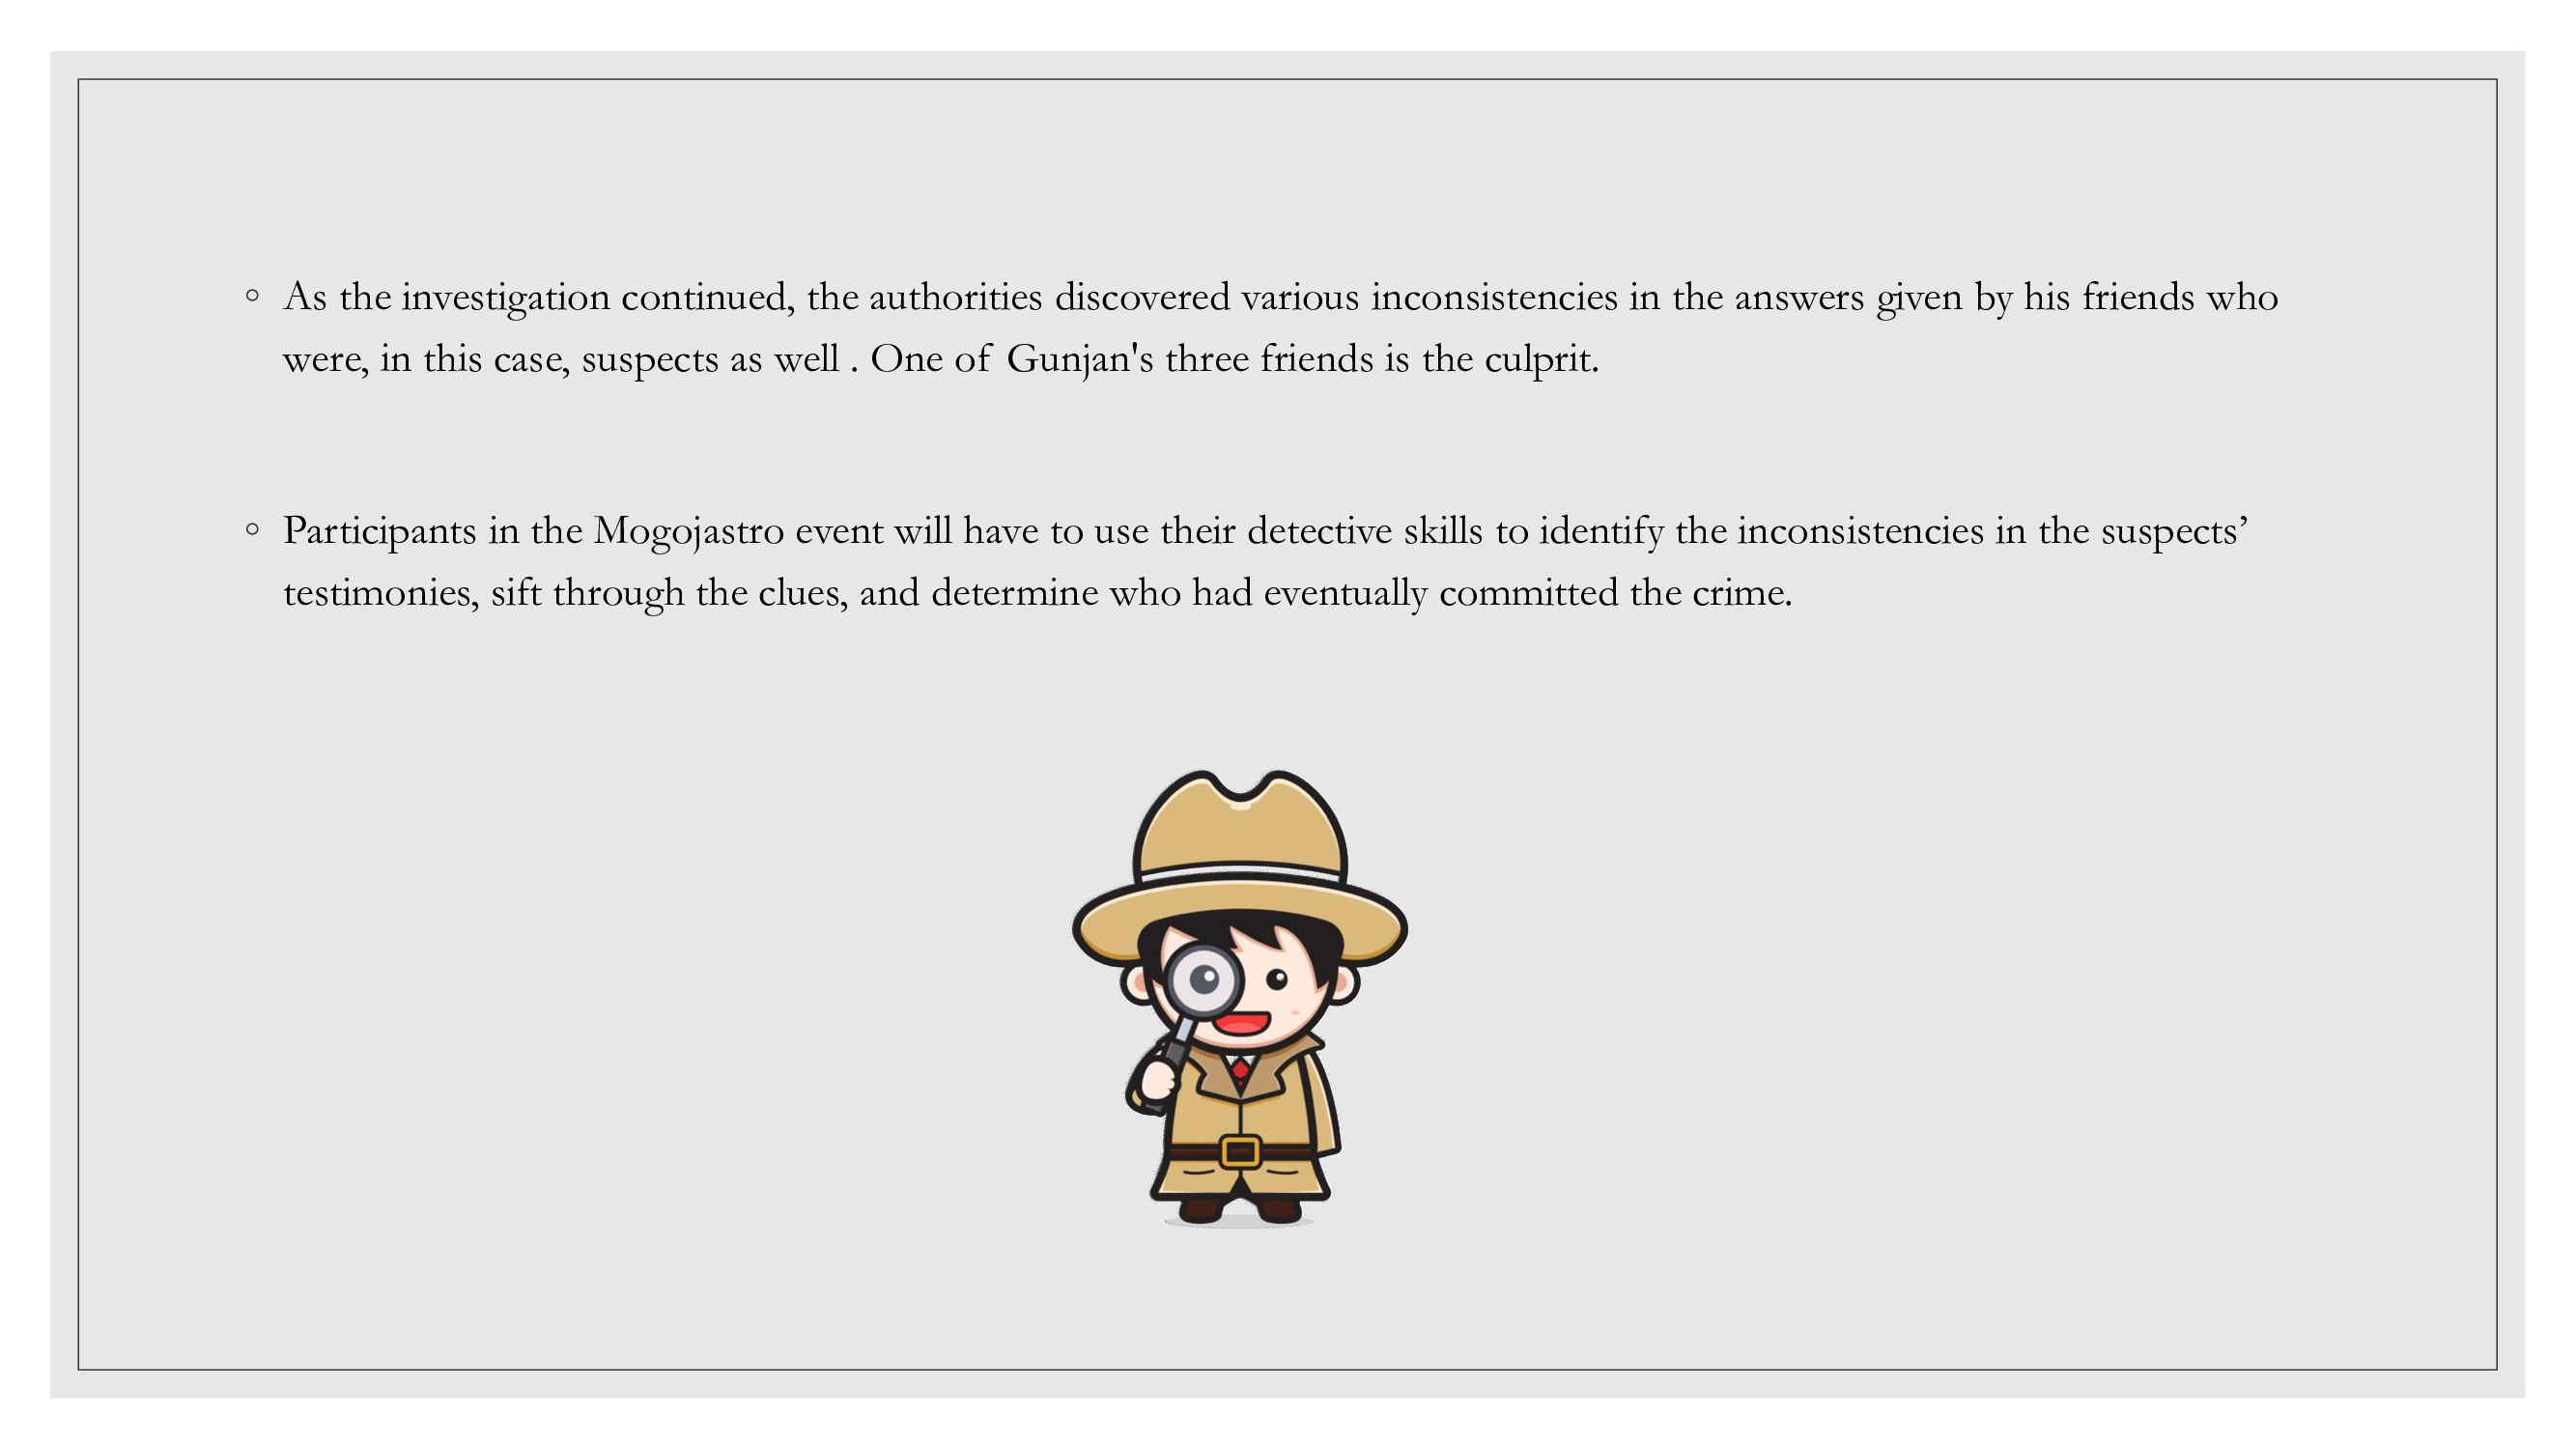 ◦ As the investigation continued, the authorities discovered various inconsistencies in the answers given by his friends who
were, in this case, suspects as well . One of Gunjan's three friends is the culprit.
◦ Participants in the Mogojastro event will have to use their detective skills to identify the inconsistencies in the suspects’
testimonies, sift through the clues, and determine who had eventually committed the crime.